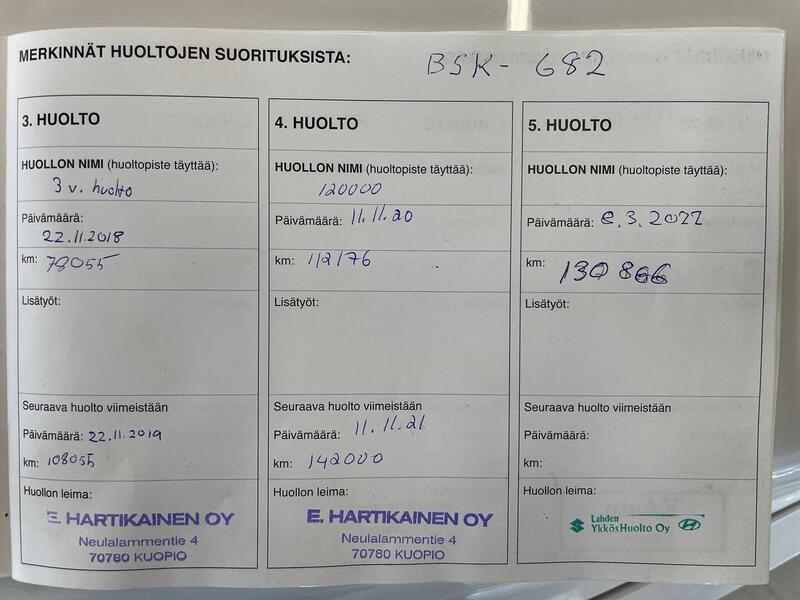 MERKINNÄT HUOLTOJEN SUORITUKSISTA:
BSK - 682
3. HUOLTO
HUOLLON NIMI (huoltopiste täyttää):
3 v. huolto
Päivämäärä:
22.11.2018
km: 78055
Lisätyöt:
Seuraava huolto viimeistään
Päivämäärä: 22.11.2019
km: 108055
Huollon leima:
E. HARTIKAINEN OY
Neulalammentie 4
70780 KUOPIO
4. HUOLTO
HUOLLON NIMI (huoltopiste täyttää):
120000
Päivämäärä: 11.11.20
km: 112176
Lisätyöt:
Seuraava huolto viimeistään
Päivämäärä: 11.11.21
km: 142000
Huollon leima:
E. HARTIKAINEN OY
Neulalammentie 4
70780 KUOPIO
5. HUOLTO
HUOLLON NIMI (huoltopiste täyttää):
Päivämäärä: 8.3.2022
km: 130866
Lisätyöt:
Seuraava huolto viimeistään
Päivämäärä:
km:
Huollon leima:
Lahden
YkkösHuolto Oy